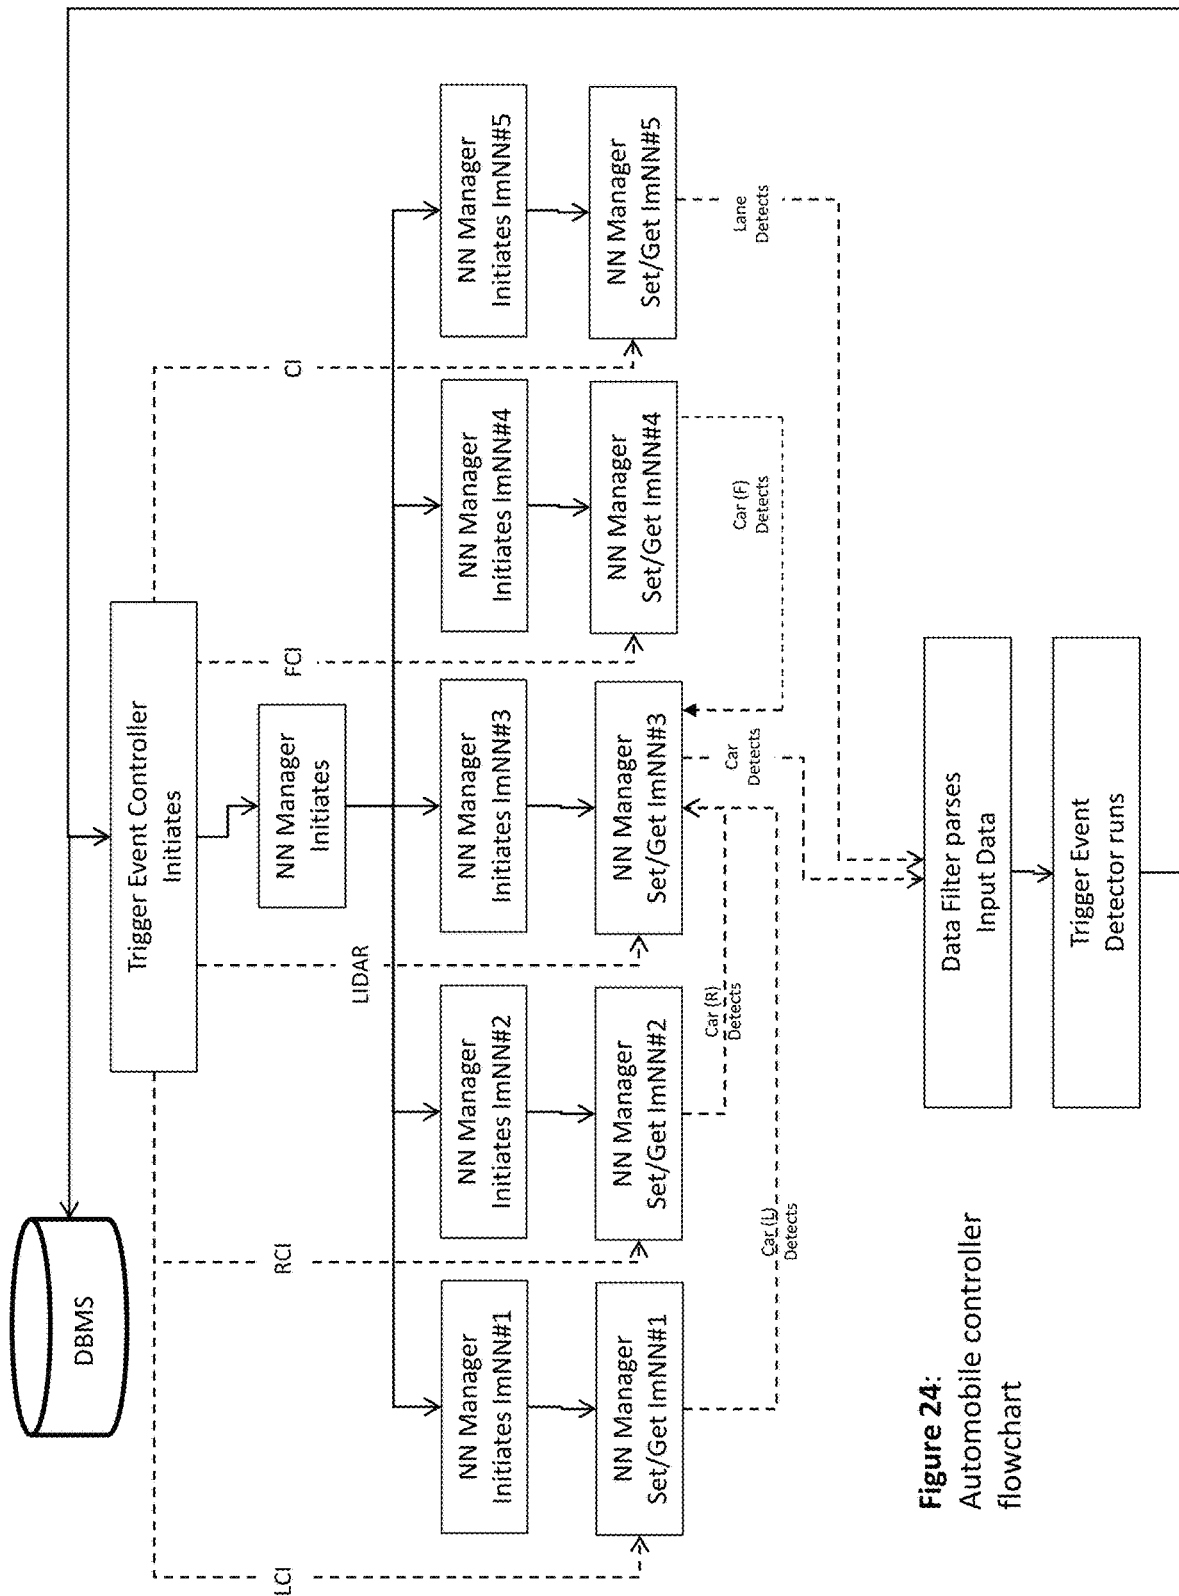 DBMS
Trigger Event Controller
Initiates
NN Manager
Initiates
LCI
RCI
LIDAR
FCI
CI
NN Manager
Initiates ImNN#1
NN Manager
Initiates ImNN#2
NN Manager
Initiates ImNN#3
NN Manager
Initiates ImNN#4
NN Manager
Initiates ImNN#5
NN Manager
Set/Get ImNN#1
NN Manager
Set/Get ImNN#2
NN Manager
Set/Get ImNN#3
NN Manager
Set/Get ImNN#4
NN Manager
Set/Get ImNN#5
Car (L)
Detects
Car (R)
Detects
Car
Detects
Car (F)
Detects
Lane
Detects
Data Filter parses
Input Data
Trigger Event
Detector runs
Figure 24:
Automobile controller
flowchart